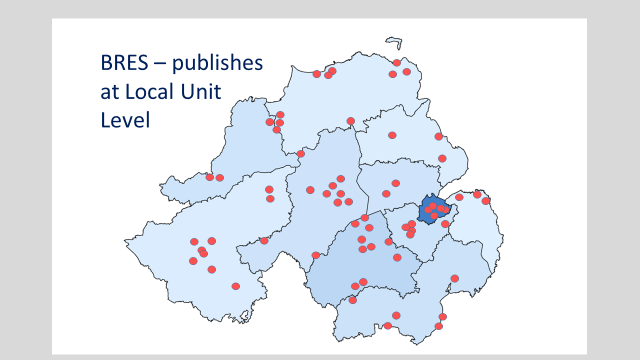 BRES – publishes
at Local Unit
Level